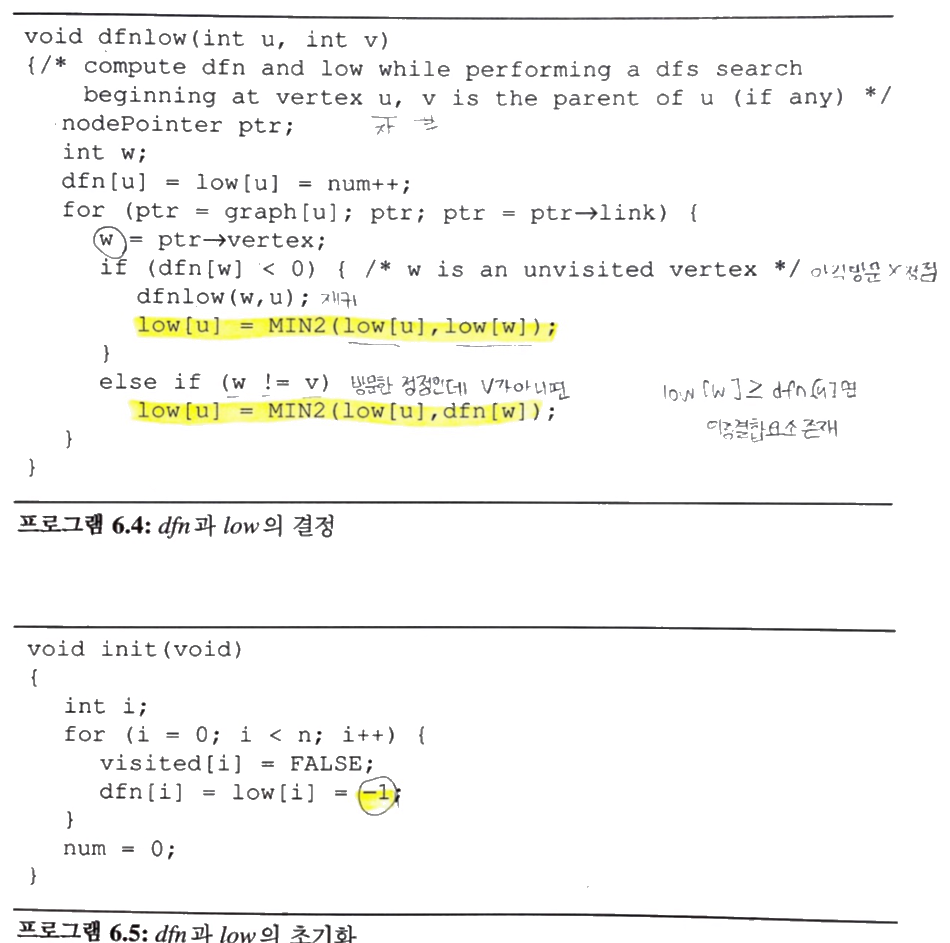 void dfnlow(int u, int v)
{/* compute dfn and low while performing a dfs search
beginning at vertex u, v is the parent of u (if any) */
nodePointer ptr;
int w;
dfn[u] = low[u] = num++;
for (ptr = graph[u]; ptr; ptr = ptr→link) {
w = ptr→vertex;
if (dfn[w] < 0) { /* w is an unvisited vertex */ 아직방문 X 정점
dfnlow(w,u); 재귀
low[u] = MIN2(low[u],low[w]);
}
else if (w != v) 방문한 정점인데 V가아니면
low[w] ≥ dfn[u]면
low[u] = MIN2(low[u],dfn[w]);
이중결합요소 존재
}
}
프로그램 6.4: dfn과 low의 결정
void init(void)
{
int i;
for (i = 0; i < n; i++) {
visited[i] = FALSE;
dfn[i] = low[i] = -1;
}
num = 0;
}
프로그램 6.5: dfn과 low의 초기화